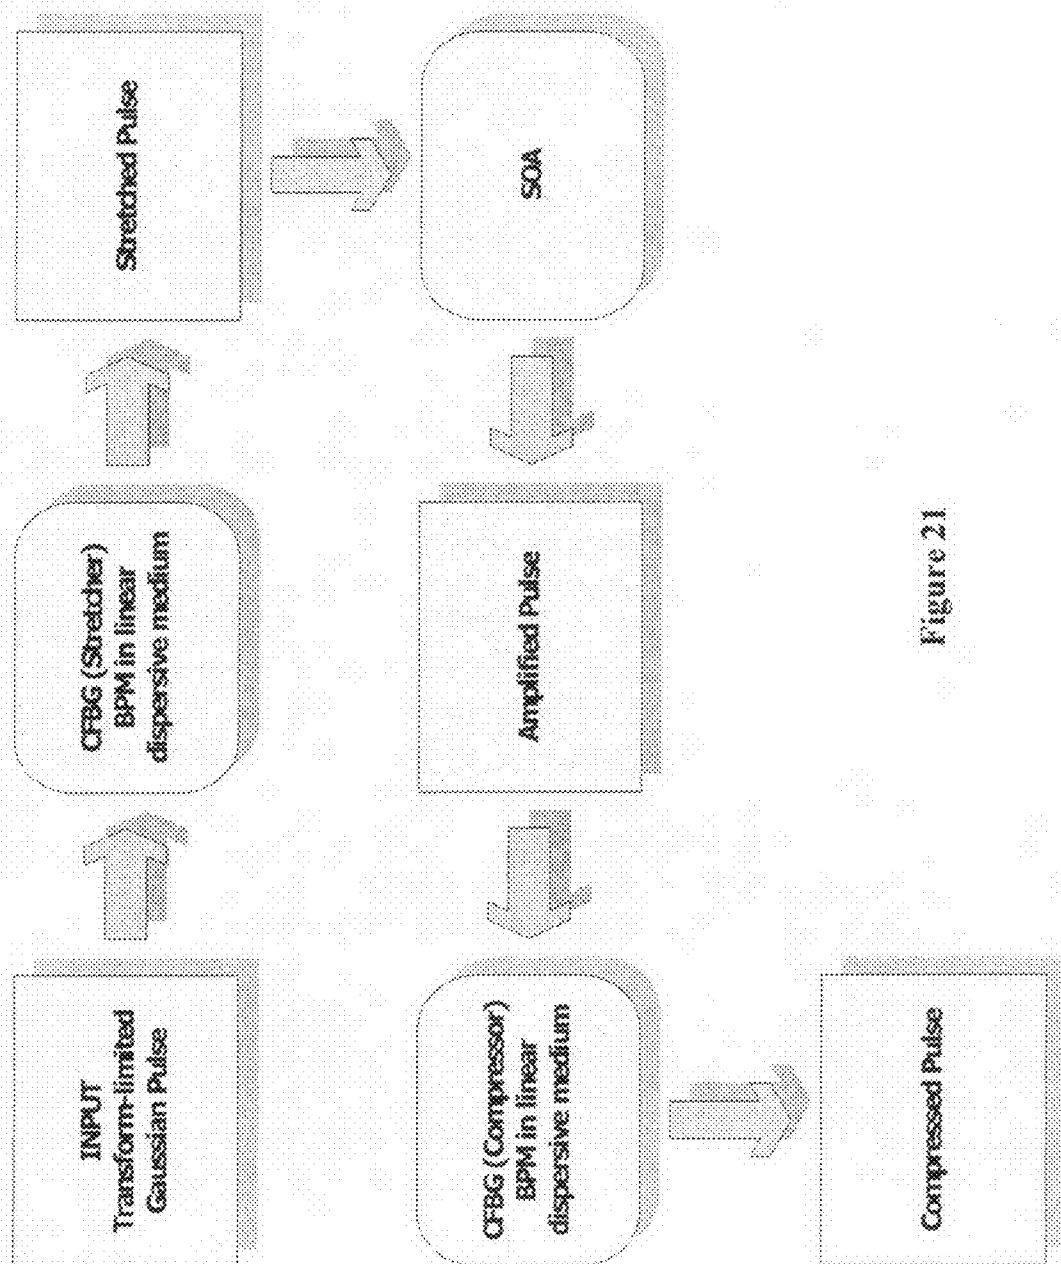 INPUT
Transform-limited
Gaussian Pulse
CFBG (Stretcher)
BPM in linear
dispersive medium
Stretched Pulse
SOA
Amplified Pulse
CFBG (Compressor)
BPM in linear
dispersive medium
Compressed Pulse
Figure 21